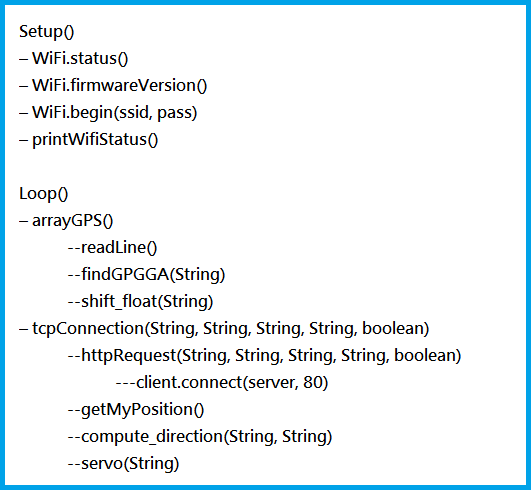 Setup()
– WiFi.status()
– WiFi.firmwareVersion()
– WiFi.begin(ssid, pass)
– printWifiStatus()
Loop()
– arrayGPS()
--readLine()
--findGPGGA(String)
--shift_float(String)
– tcpConnection(String, String, String, String, boolean)
--httpRequest(String, String, String, String, boolean)
---client.connect(server, 80)
--getMyPosition()
--compute_direction(String, String)
--servo(String)